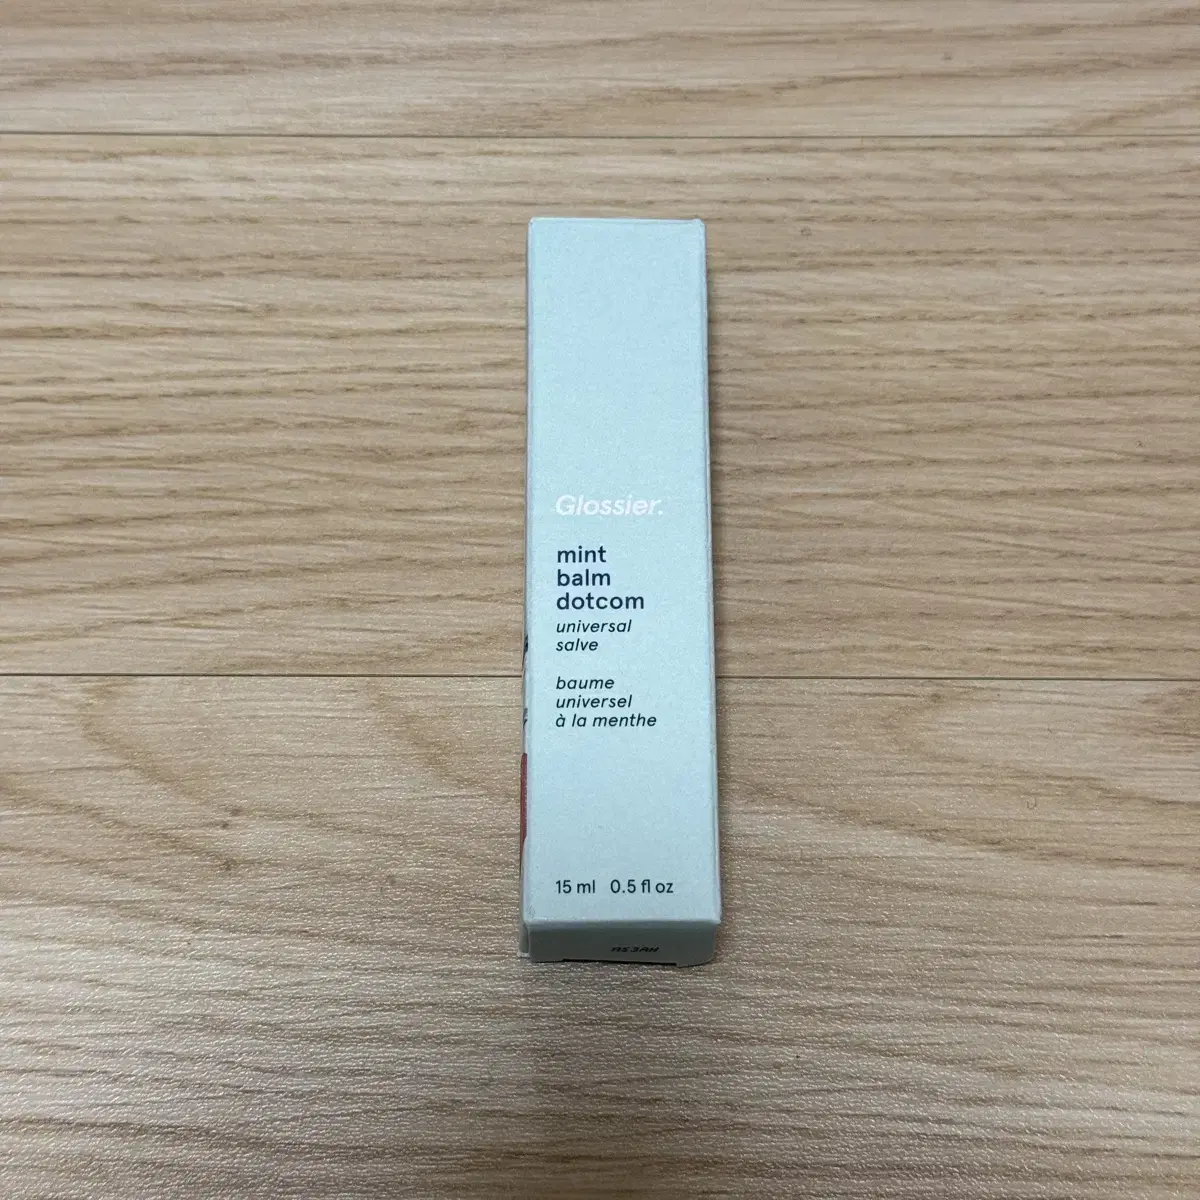 Glossier.
mint
balm
dotcom
universal
salve
baume
universel
à la menthe
15 ml 0.5 fl oz